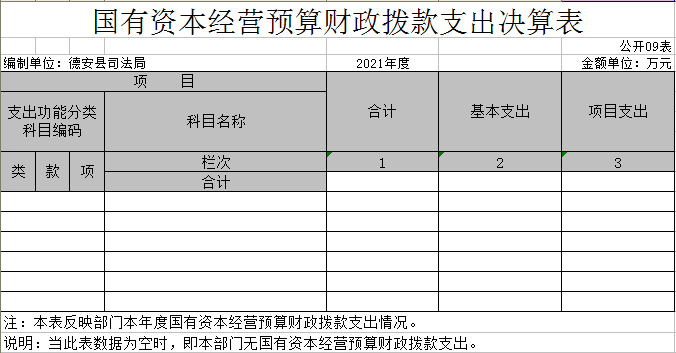 国有资本经营预算财政拨款支出决算表
公开09表
编制单位：德安县司法局 2021年度 金额单位：万元
项 目
支出功能分类
科目编码
科目名称
合计
基本支出
项目支出
类 款 项
栏次 1 2 3
合计
注：本表反映部门本年度国有资本经营预算财政拨款支出情况。
说明：当此表数据为空时，即本部门无国有资本经营预算财政拨款支出。